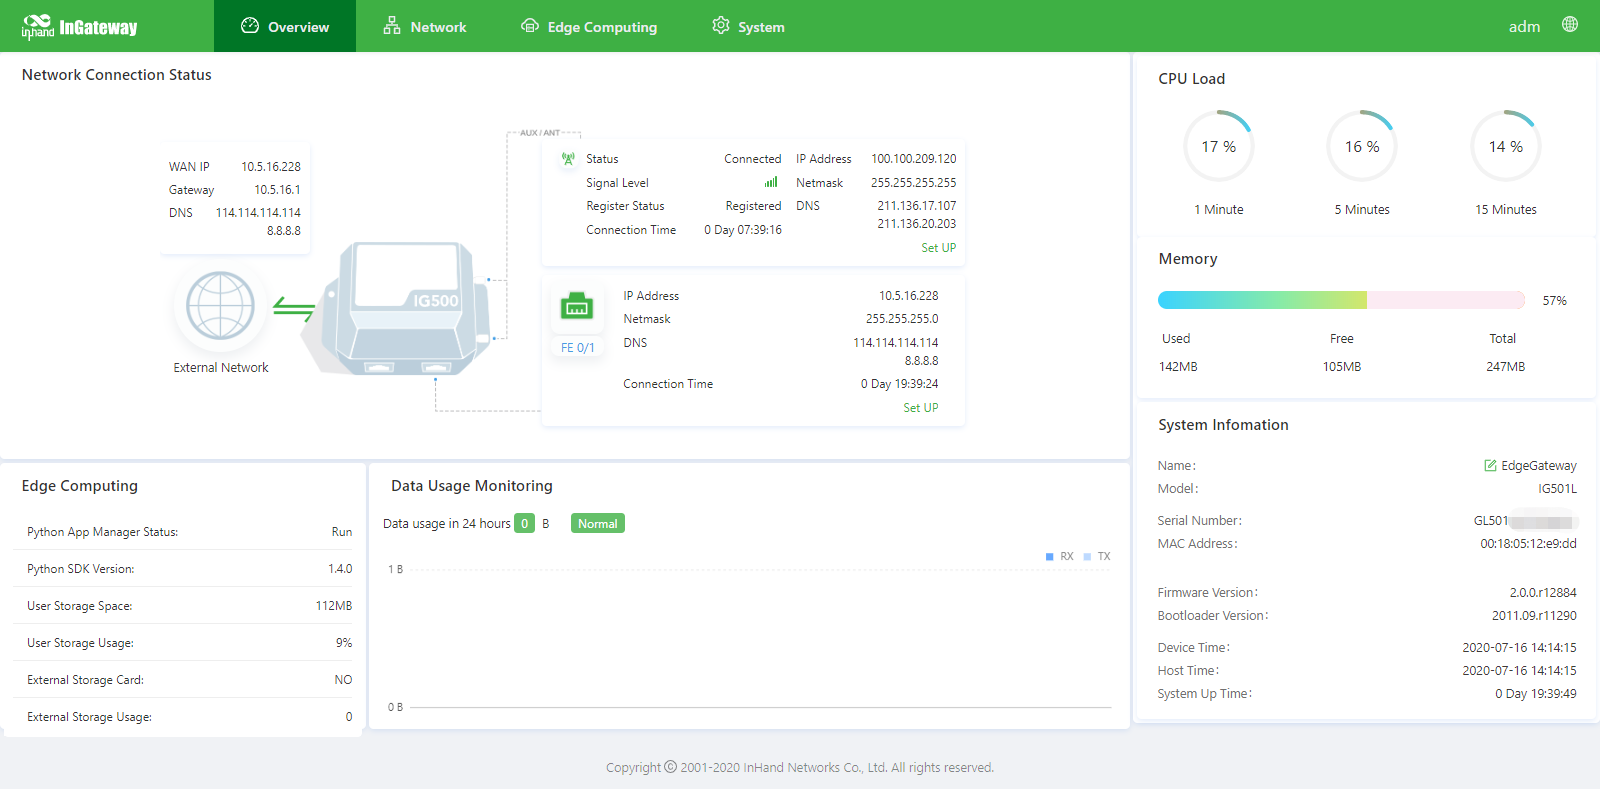 inhand InGateway
Overview
Network
Edge Computing
System
adm
Network Connection Status
WAN IP 10.5.16.228
Gateway 10.5.16.1
DNS 114.114.114.114
8.8.8.8
External Network
IG500
AUX / ANT
Status Connected IP Address 100.100.209.120
Signal Level Netmask 255.255.255.255
Register Status Registered DNS 211.136.17.107
211.136.20.203
Connection Time 0 Day 07:39:16
Set UP
FE 0/1
IP Address 10.5.16.228
Netmask 255.255.255.0
DNS 114.114.114.114
8.8.8.8
Connection Time 0 Day 19:39:24
Set UP
CPU Load
17 % 16 % 14 %
1 Minute 5 Minutes 15 Minutes
Memory
57%
Used Free Total
142MB 105MB 247MB
System Infomation
Name: EdgeGateway
Model: IG501L
Serial Number: GL501
MAC Address: 00:18:05:12:e9:dd
Firmware Version: 2.0.0.r12884
Bootloader Version: 2011.09.r11290
Device Time: 2020-07-16 14:14:15
Host Time: 2020-07-16 14:14:15
System Up Time: 0 Day 19:39:49
Edge Computing
Python App Manager Status: Run
Python SDK Version: 1.4.0
User Storage Space: 112MB
User Storage Usage: 9%
External Storage Card: NO
External Storage Usage: 0
Data Usage Monitoring
Data usage in 24 hours 0 B Normal
RX TX
1 B
0 B
Copyright © 2001-2020 InHand Networks Co., Ltd. All rights reserved.